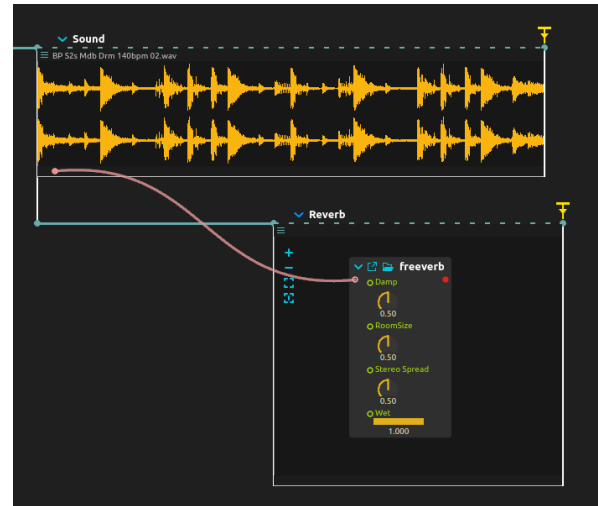 Sound
BP S2s Mdb Drm 140bpm 02.wav
Reverb
freeverb
Damp
0.50
RoomSize
0.50
Stereo Spread
0.50
Wet
1.000